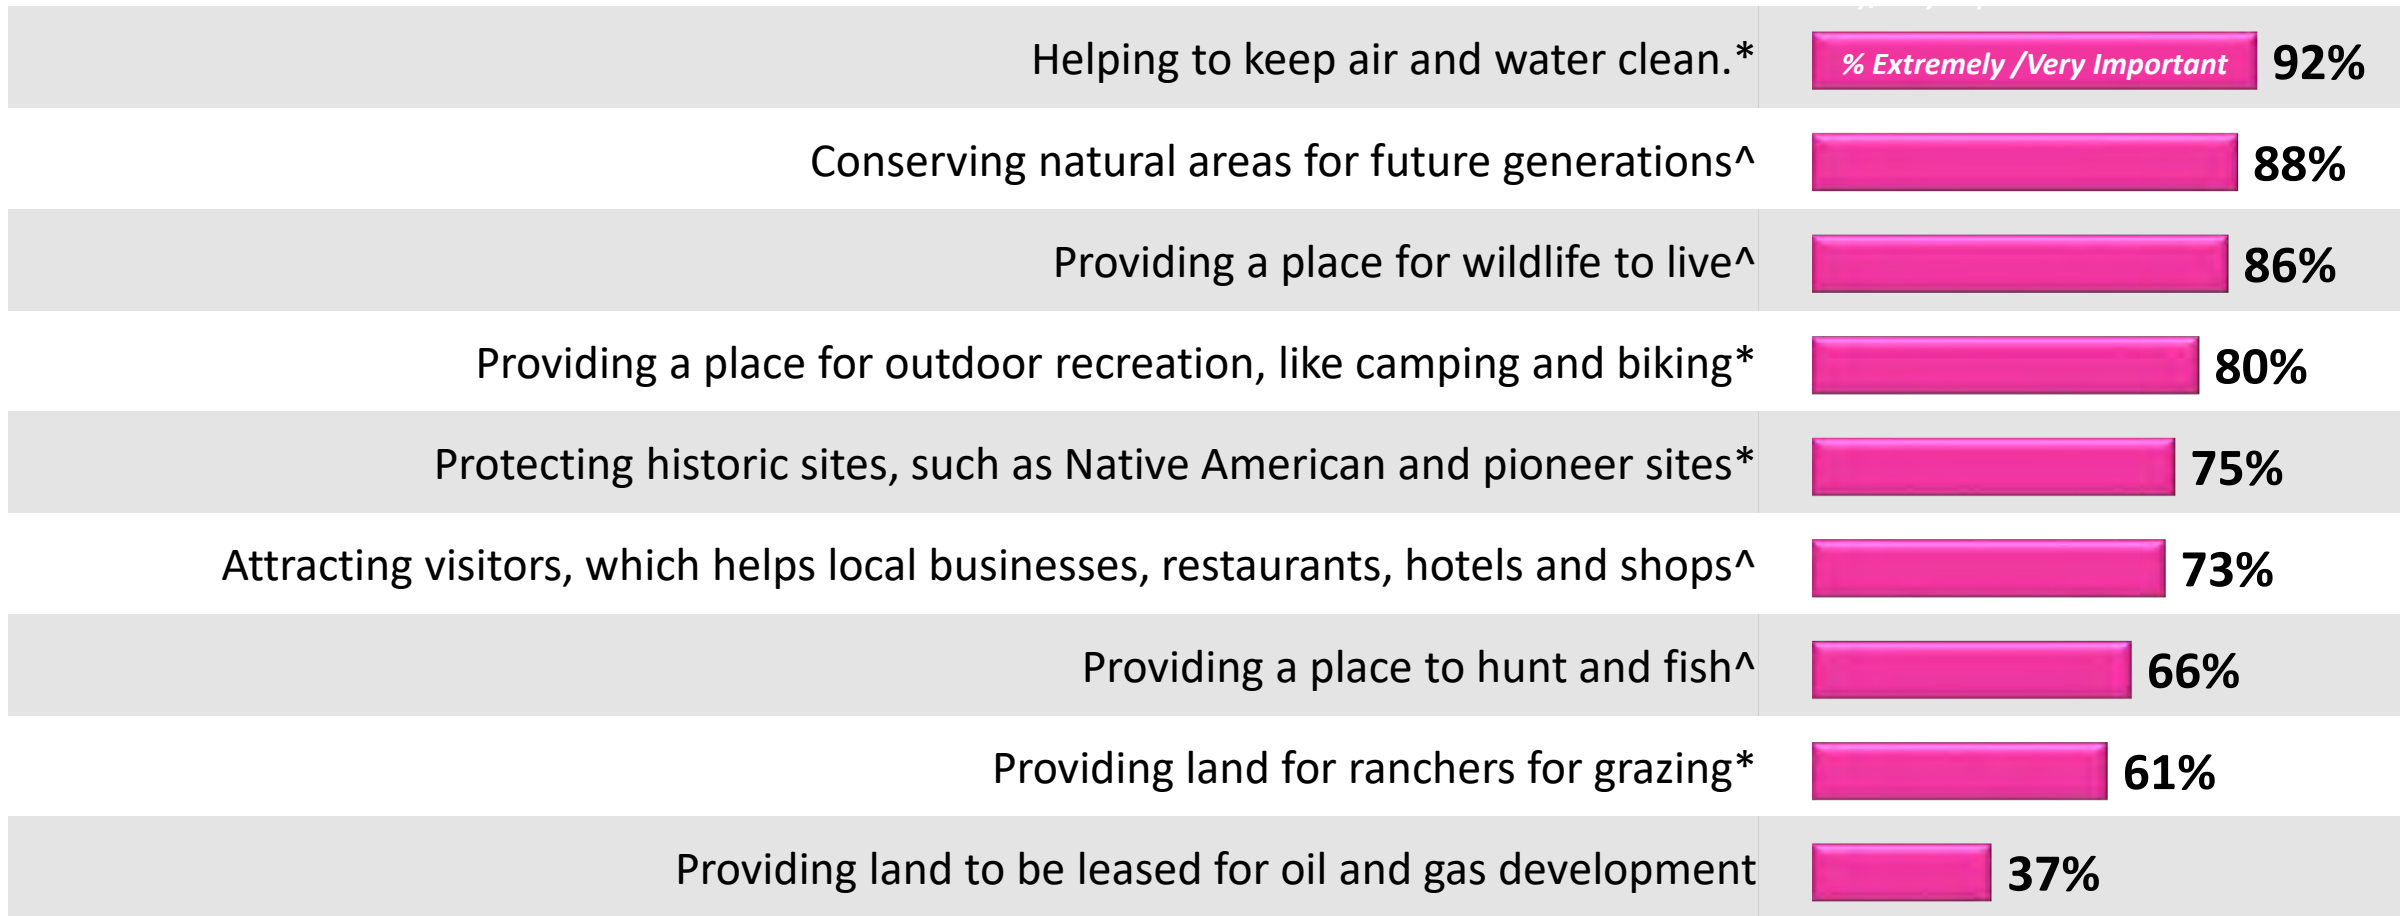 Helping to keep air and water clean.* % Extremely /Very Important 92%
Conserving natural areas for future generations^ 88%
Providing a place for wildlife to live^ 86%
Providing a place for outdoor recreation, like camping and biking* 80%
Protecting historic sites, such as Native American and pioneer sites* 75%
Attracting visitors, which helps local businesses, restaurants, hotels and shops^ 73%
Providing a place to hunt and fish^ 66%
Providing land for ranchers for grazing* 61%
Providing land to be leased for oil and gas development 37%